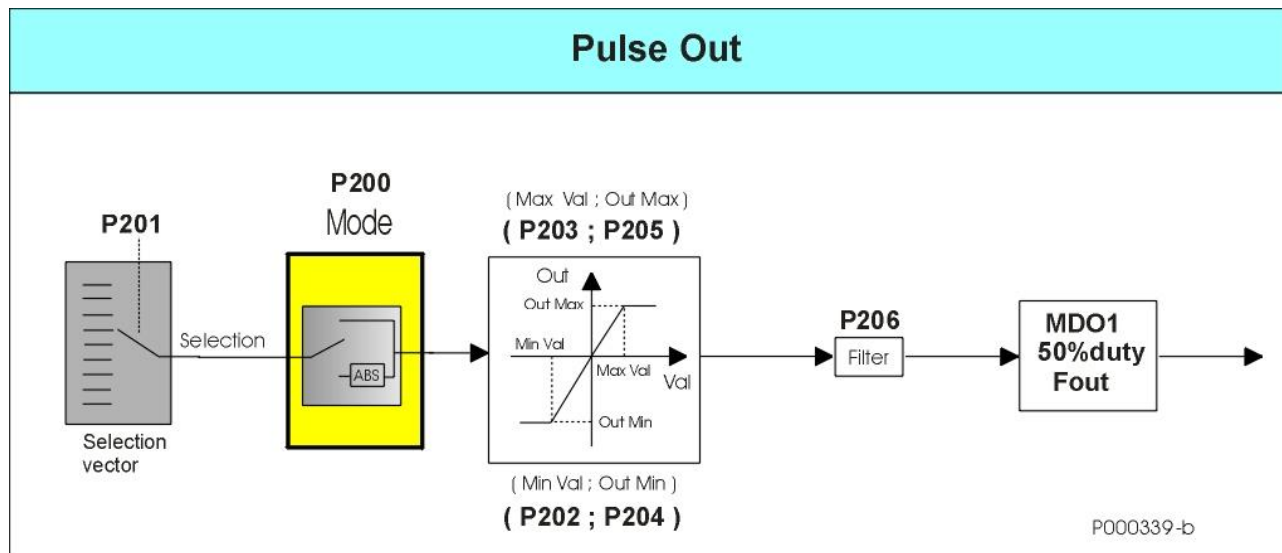 Pulse Out
P200
Mode
P201
Selection
Selection
vector
ABS
( Max Val ; Out Max )
( P203 ; P205 )
Out
Out Max
Min Val
Max Val
Val
Out Min
( Min Val ; Out Min )
( P202 ; P204 )
P206
Filter
MDO1
50%duty
Fout
P000339-b